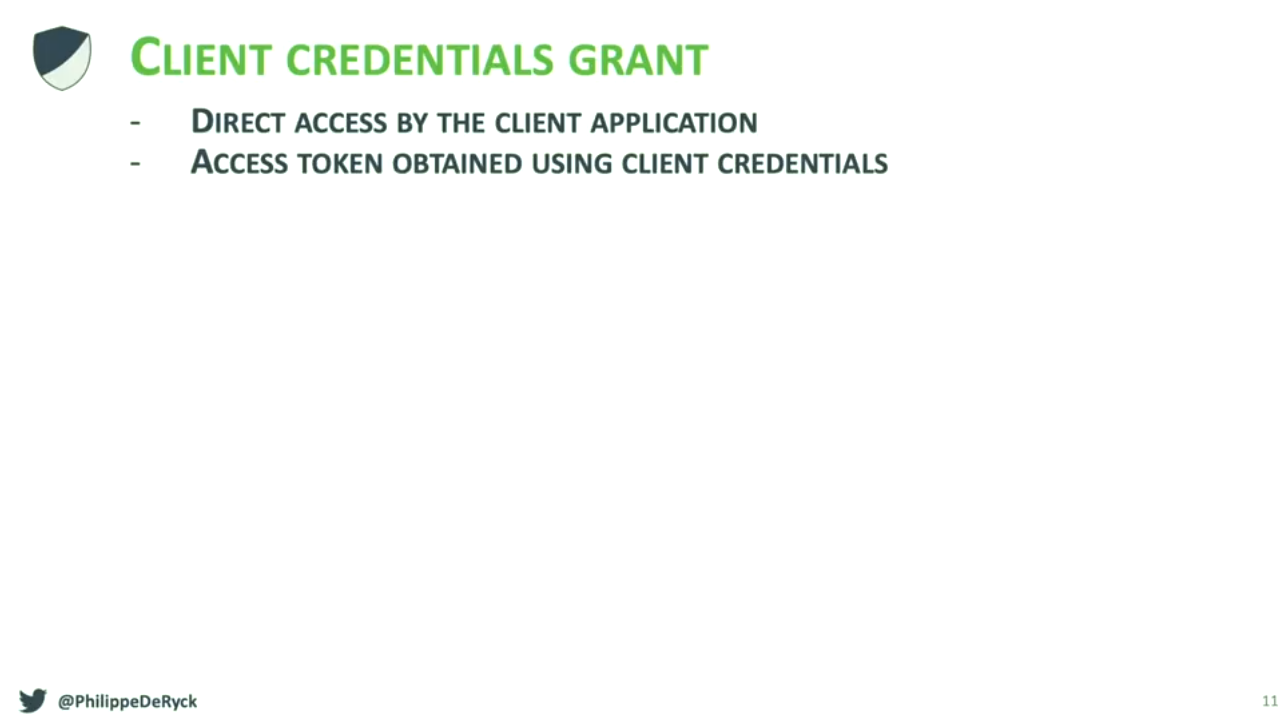 CLIENT CREDENTIALS GRANT
- DIRECT ACCESS BY THE CLIENT APPLICATION
- ACCESS TOKEN OBTAINED USING CLIENT CREDENTIALS
@PhilippeDeRyck
11